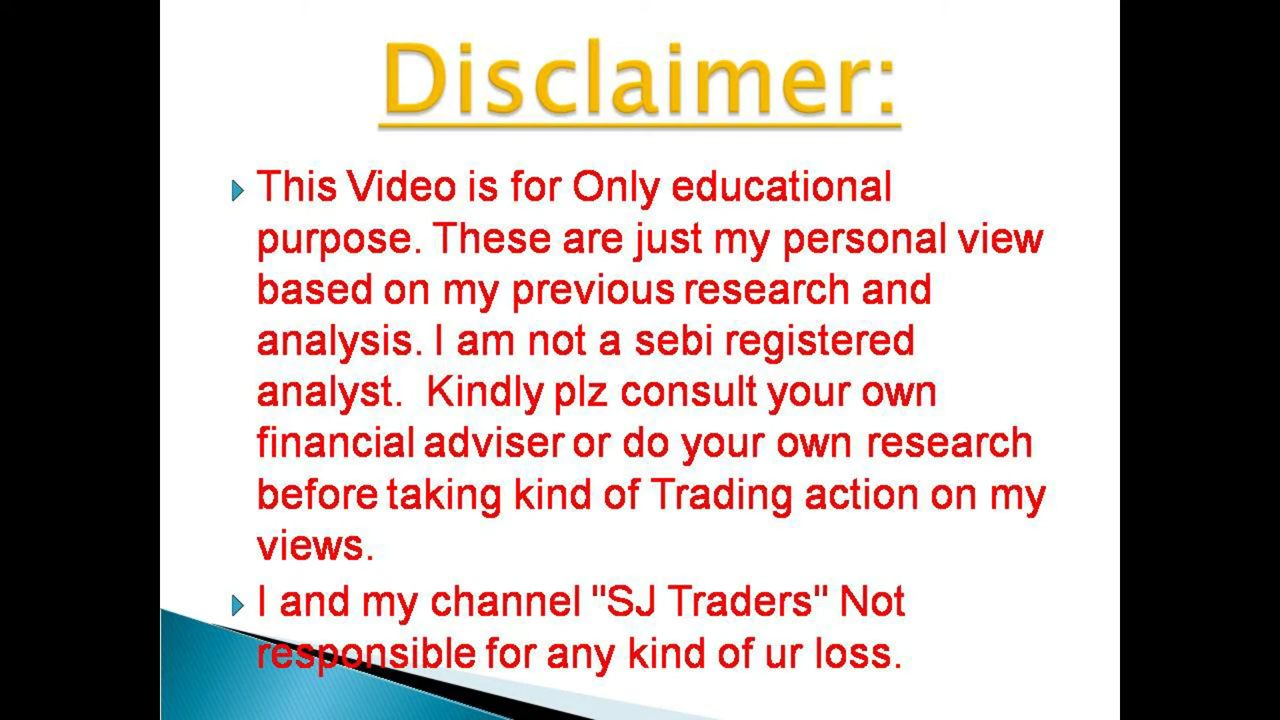 Disclaimer:
This Video is for Only educational
purpose. These are just my personal view
based on my previous research and
analysis. I am not a sebi registered
analyst.  Kindly plz consult your own
financial adviser or do your own research
before taking kind of Trading action on my
views.
I and my channel "SJ Traders" Not
responsible for any kind of ur loss.